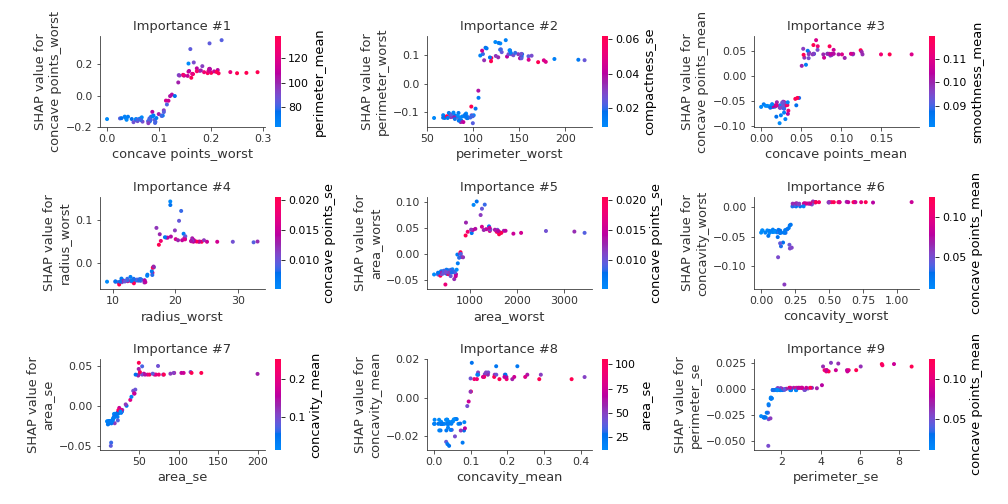 Importance #1
SHAP value for
concave points_worst
0.2
0.0
−0.2
0.0
0.1
0.2
0.3
concave points_worst
120
100
80
perimeter_mean
Importance #2
SHAP value for
perimeter_worst
0.1
0.0
−0.1
50
100
150
200
perimeter_worst
0.06
0.04
0.02
compactness_se
Importance #3
SHAP value for
concave points_mean
0.05
0.00
−0.05
−0.10
0.00
0.05
0.10
0.15
concave points_mean
0.11
0.10
0.09
smoothness_mean
Importance #4
SHAP value for
radius_worst
0.1
0.0
10
20
30
radius_worst
0.020
0.015
0.010
concave points_se
Importance #5
SHAP value for
area_worst
0.10
0.05
0.00
−0.05
1000
2000
3000
area_worst
0.020
0.015
0.010
concave points_se
Importance #6
SHAP value for
concavity_worst
0.00
−0.05
−0.10
0.00
0.25
0.50
0.75
1.00
concavity_worst
0.10
0.05
concave points_mean
Importance #7
SHAP value for
area_se
0.05
0.00
−0.05
50
100
150
200
area_se
0.2
0.1
concavity_mean
Importance #8
SHAP value for
concavity_mean
0.02
0.00
−0.02
0.0
0.1
0.2
0.3
0.4
concavity_mean
100
75
50
25
area_se
Importance #9
SHAP value for
perimeter_se
0.025
0.000
−0.025
−0.050
2
4
6
8
perimeter_se
0.10
0.05
concave points_mean